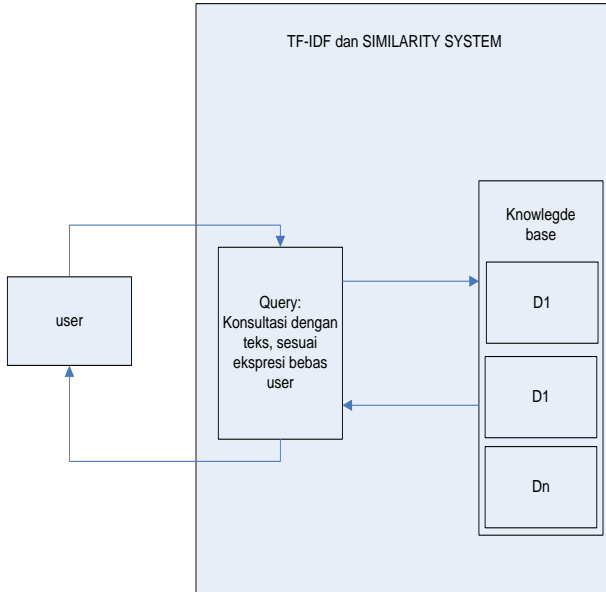 TF-IDF dan SIMILARITY SYSTEM
user
Query:
Konsultasi dengan
teks, sesuai
ekspresi bebas
user
Knowlegde
base
D1
D1
Dn